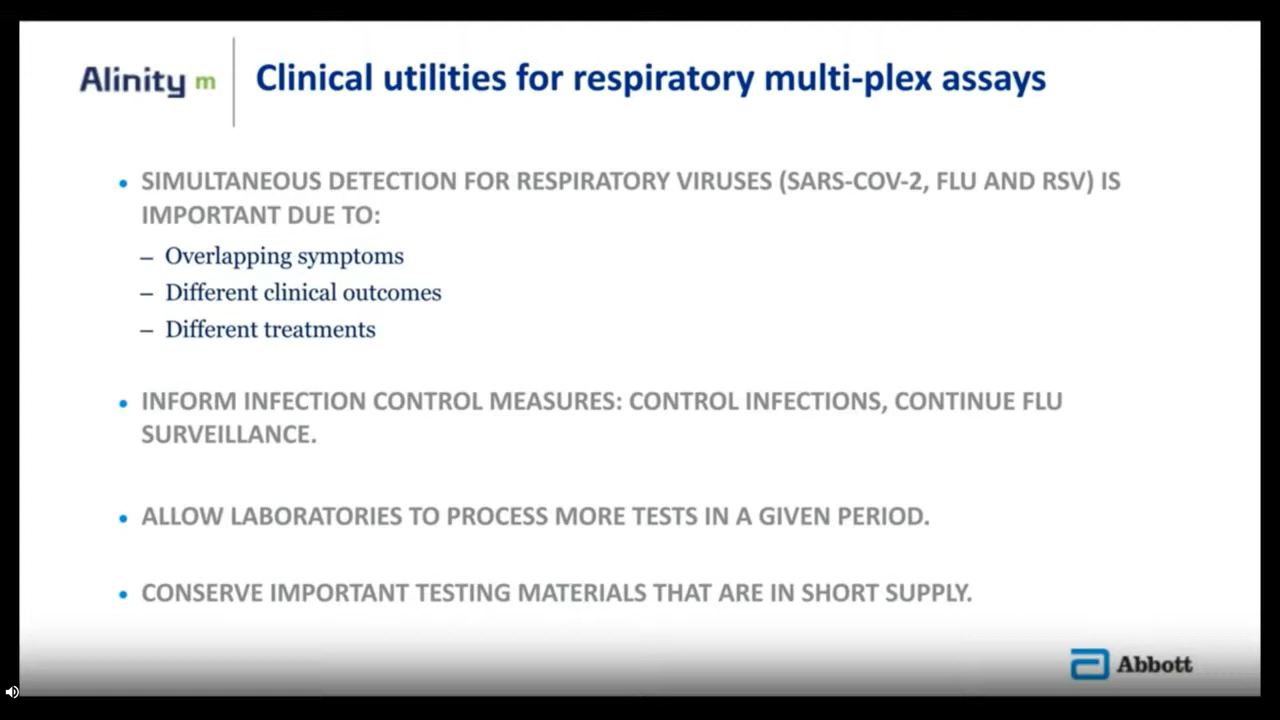 Alinity m
Clinical utilities for respiratory multi-plex assays
• SIMULTANEOUS DETECTION FOR RESPIRATORY VIRUSES (SARS-COV-2, FLU AND RSV) IS
IMPORTANT DUE TO:
– Overlapping symptoms
– Different clinical outcomes
– Different treatments
• INFORM INFECTION CONTROL MEASURES: CONTROL INFECTIONS, CONTINUE FLU
SURVEILLANCE.
• ALLOW LABORATORIES TO PROCESS MORE TESTS IN A GIVEN PERIOD.
• CONSERVE IMPORTANT TESTING MATERIALS THAT ARE IN SHORT SUPPLY.
Abbott